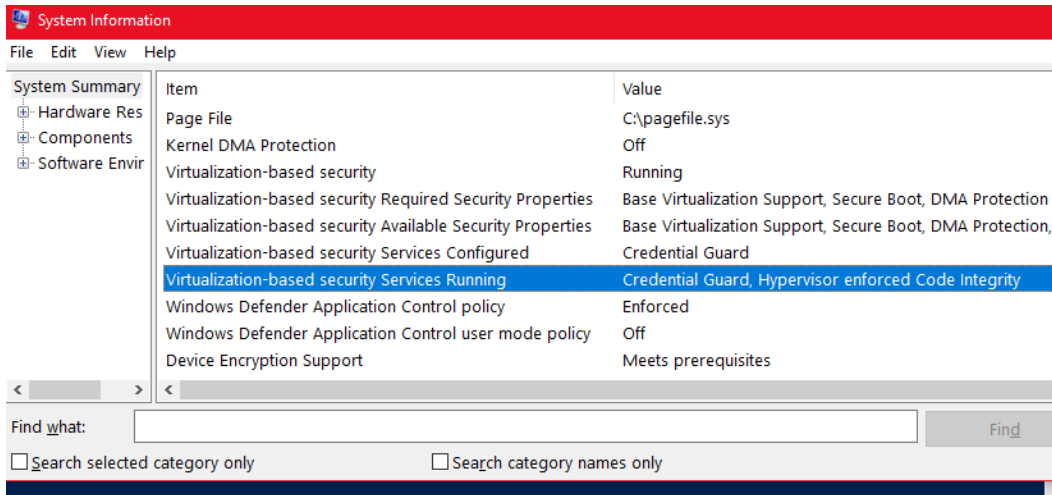 System Information
File Edit View Help
System Summary
Hardware Res
Components
Software Envir
Item Value
Page File C:\pagefile.sys
Kernel DMA Protection Off
Virtualization-based security Running
Virtualization-based security Required Security Properties Base Virtualization Support, Secure Boot, DMA Protection
Virtualization-based security Available Security Properties Base Virtualization Support, Secure Boot, DMA Protection,
Virtualization-based security Services Configured Credential Guard
Virtualization-based security Services Running Credential Guard, Hypervisor enforced Code Integrity
Windows Defender Application Control policy Enforced
Windows Defender Application Control user mode policy Off
Device Encryption Support Meets prerequisites
Find what: Find
Search selected category only Search category names only